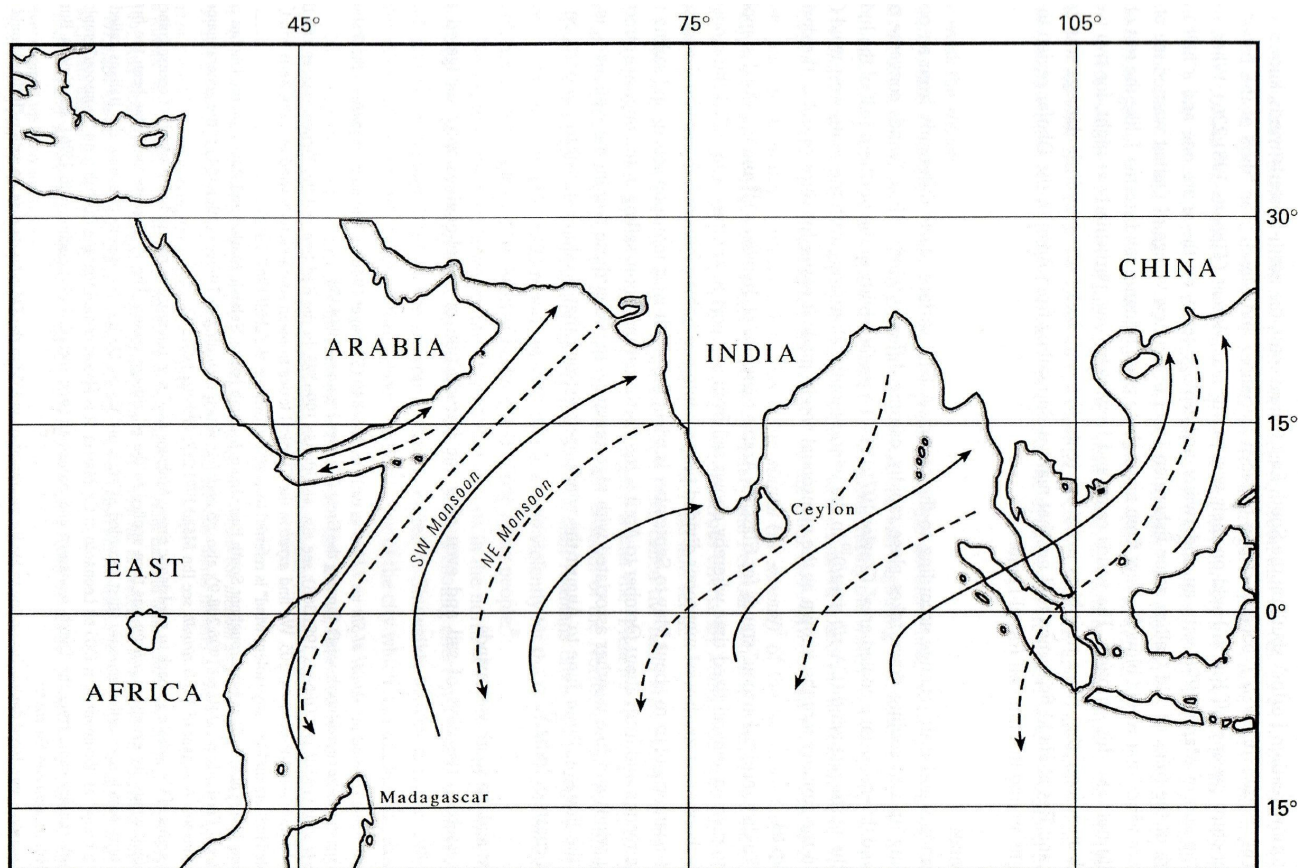 45°
75°
105°
30°
CHINA
ARABIA
INDIA
15°
SW Monsoon
NE Monsoon
Ceylon
EAST
0°
AFRICA
Madagascar
15°